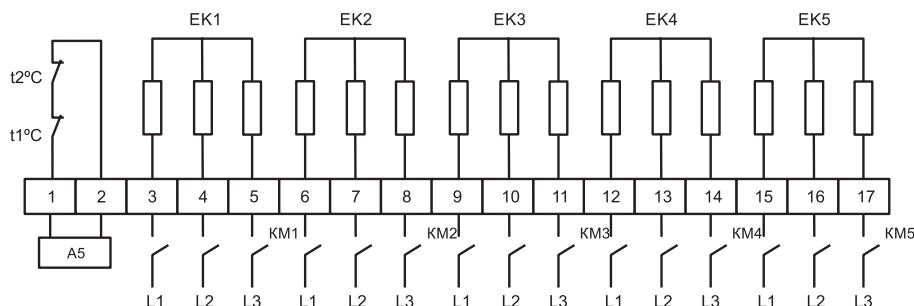 EK1 EK2 EK3 EK4 EK5
t2ºC
t1ºC
1 2 3 4 5 6 7 8 9 10 11 12 13 14 15 16 17
A5 KM1 KM2 KM3 KM4 KM5
L1 L2 L3 L1 L2 L3 L1 L2 L3 L1 L2 L3 L1 L2 L3